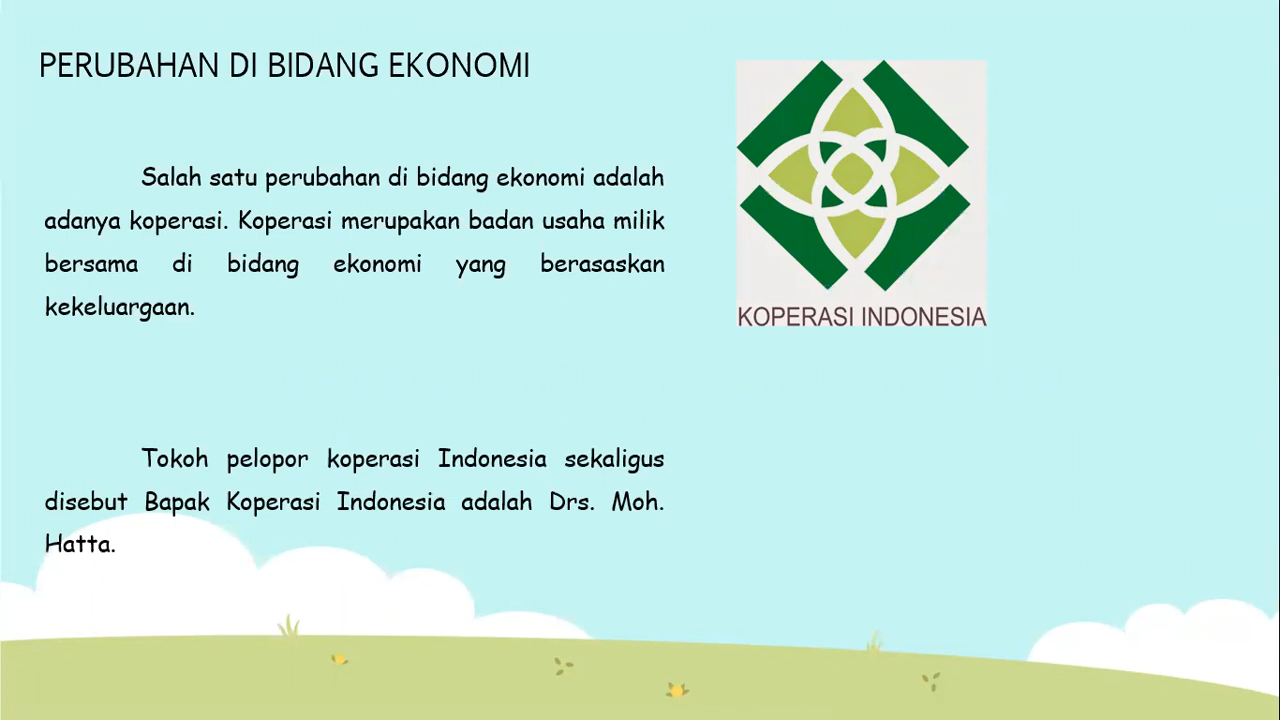 PERUBAHAN DI BIDANG EKONOMI
Salah satu perubahan di bidang ekonomi adalah
adanya koperasi. Koperasi merupakan badan usaha milik
bersama di bidang ekonomi yang berasaskan
kekeluargaan.
KOPERASI INDONESIA
Tokoh pelopor koperasi Indonesia sekaligus
disebut Bapak Koperasi Indonesia adalah Drs. Moh.
Hatta.